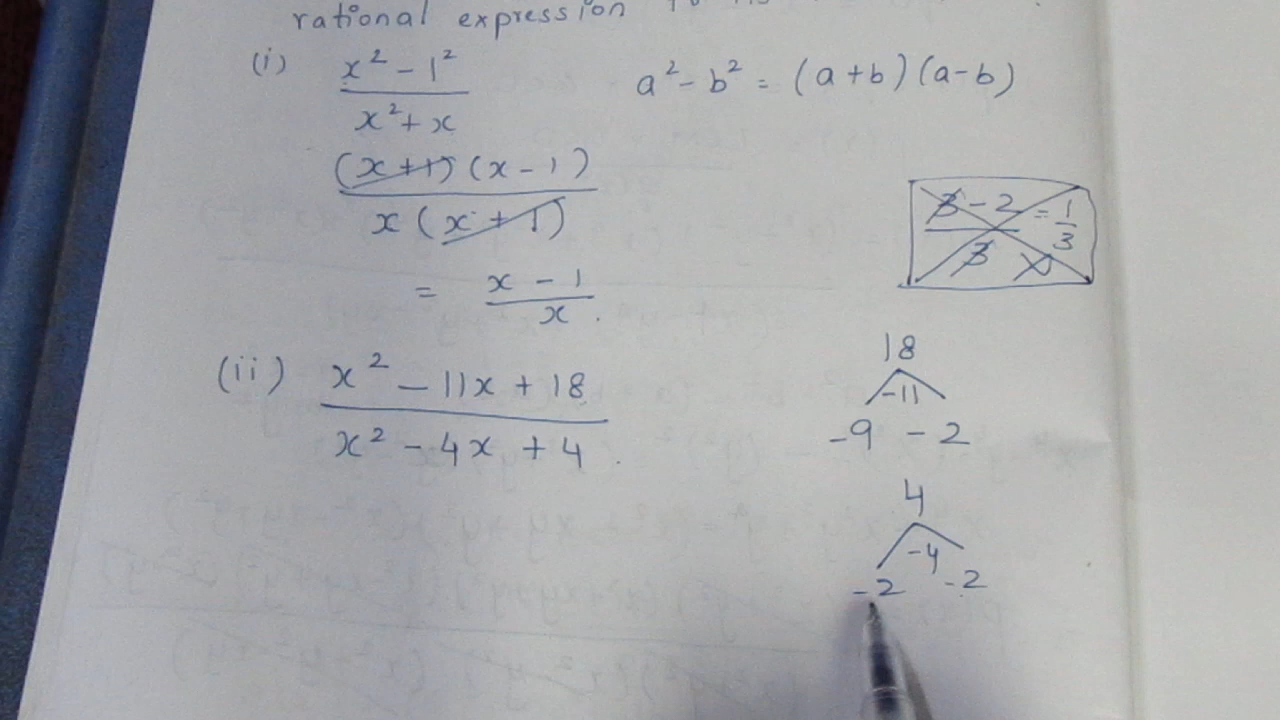 rational expression
(i) x² - 1² / x² + x
a² - b² = (a+b)(a-b)
(x+1)(x-1) / x(x+1)
3-2 / 3 = 1/3 x
= x - 1 / x .
(ii) x² - 11x + 18 / x² - 4x + 4 .
18
-11
-9 -2
4
-4
-2 -2